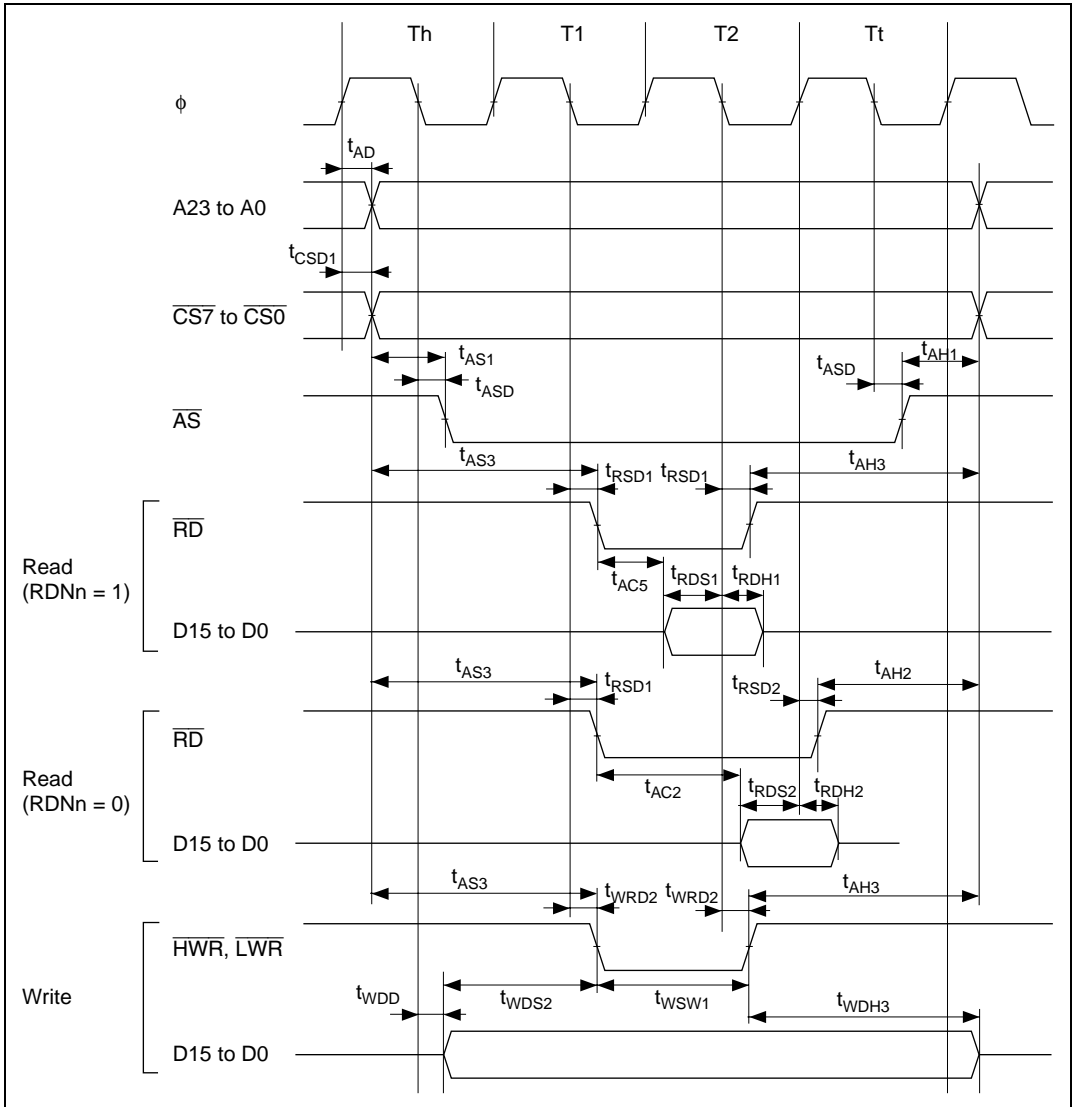 Th T1 T2 Tt
ϕ
tAD
A23 to A0
tCSD1
CS7 to CS0
tAS1 tAH1
tASD tASD
AS
tAS3 tRSD1 tRSD1 tAH3
RD
Read
(RDNn = 1)
tAC5 tRDS1 tRDH1
D15 to D0
tAS3 tRSD1 tRSD2 tAH2
RD
Read
(RDNn = 0)
tAC2 tRDS2 tRDH2
D15 to D0
tAS3 tWRD2 tWRD2 tAH3
HWR, LWR
Write
tWDD tWDS2 tWSW1 tWDH3
D15 to D0